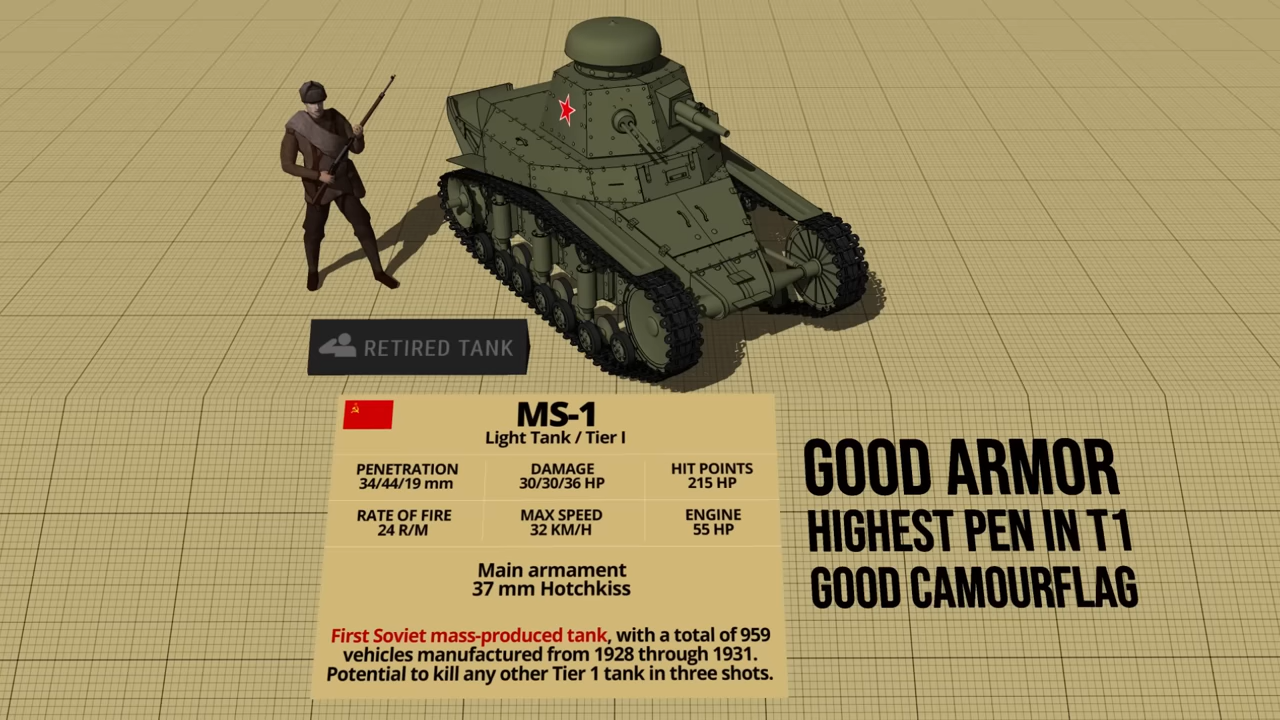 RETIRED TANK
MS-1
Light Tank / Tier I
PENETRATION
34/44/19 mm
DAMAGE
30/30/36 HP
HIT POINTS
215 HP
RATE OF FIRE
24 R/M
MAX SPEED
32 KM/H
ENGINE
55 HP
Main armament
37 mm Hotchkiss
First Soviet mass-produced tank, with a total of 959
vehicles manufactured from 1928 through 1931.
Potential to kill any other Tier 1 tank in three shots.
GOOD ARMOR
HIGHEST PEN IN T1
GOOD CAMOURFLAG